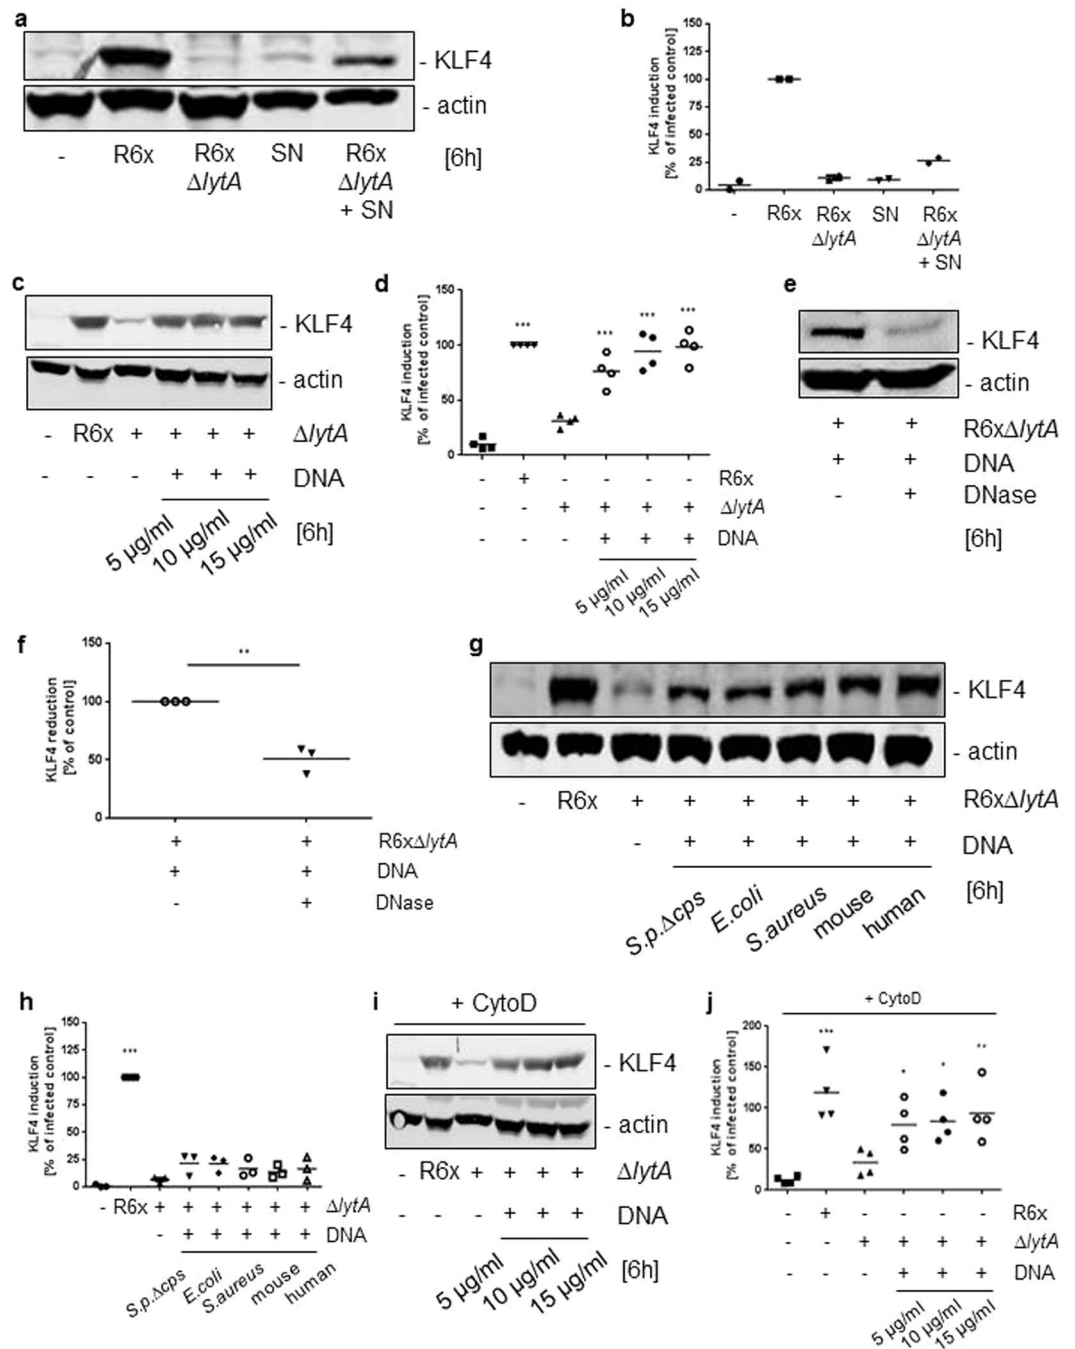 a
- KLF4
- actin
- R6x R6x SN R6x [6h]
ΔlytA ΔlytA
+ SN
b
KLF4 induction
[% of infected control]
150
125
100
75
50
25
0
- R6x R6x SN R6x
ΔlytA ΔlytA
+ SN
c
- KLF4
- actin
- R6x + + + + ΔlytA
- - - + + + DNA
5 µg/ml 10 µg/ml 15 µg/ml [6h]
d
KLF4 induction
[% of infected control]
150
100
50
0
*** *** *** ***
- + - - - - R6x
- - + + + + ΔlytA
- - - + + + DNA
5 µg/ml 10 µg/ml 15 µg/ml
e
- KLF4
- actin
+ + R6xΔlytA
+ + DNA
- + DNase
[6h]
f
KLF4 reduction
[% of control]
150
100
50
0
**
+ + R6xΔlytA
+ + DNA
- + DNase
g
- KLF4
- actin
- R6x + + + + + + R6xΔlytA
- + + + + + DNA
[6h]
S.p.Δcps E.coli S.aureus mouse human
h
KLF4 induction
[% of infected control]
150
125
100
75
50
25
0
***
- R6x + + + + + + ΔlytA
- + + + + + DNA
S.p.Δcps E.coli S.aureus mouse human
i
+ CytoD
- KLF4
- actin
- R6x + + + + ΔlytA
- - - + + + DNA
5 µg/ml 10 µg/ml 15 µg/ml [6h]
j
+ CytoD
KLF4 induction
[% of infected control]
200
150
100
50
0
*** * * **
- + - - - - R6x
- - + + + + ΔlytA
- - - + + + DNA
5 µg/ml 10 µg/ml 15 µg/ml